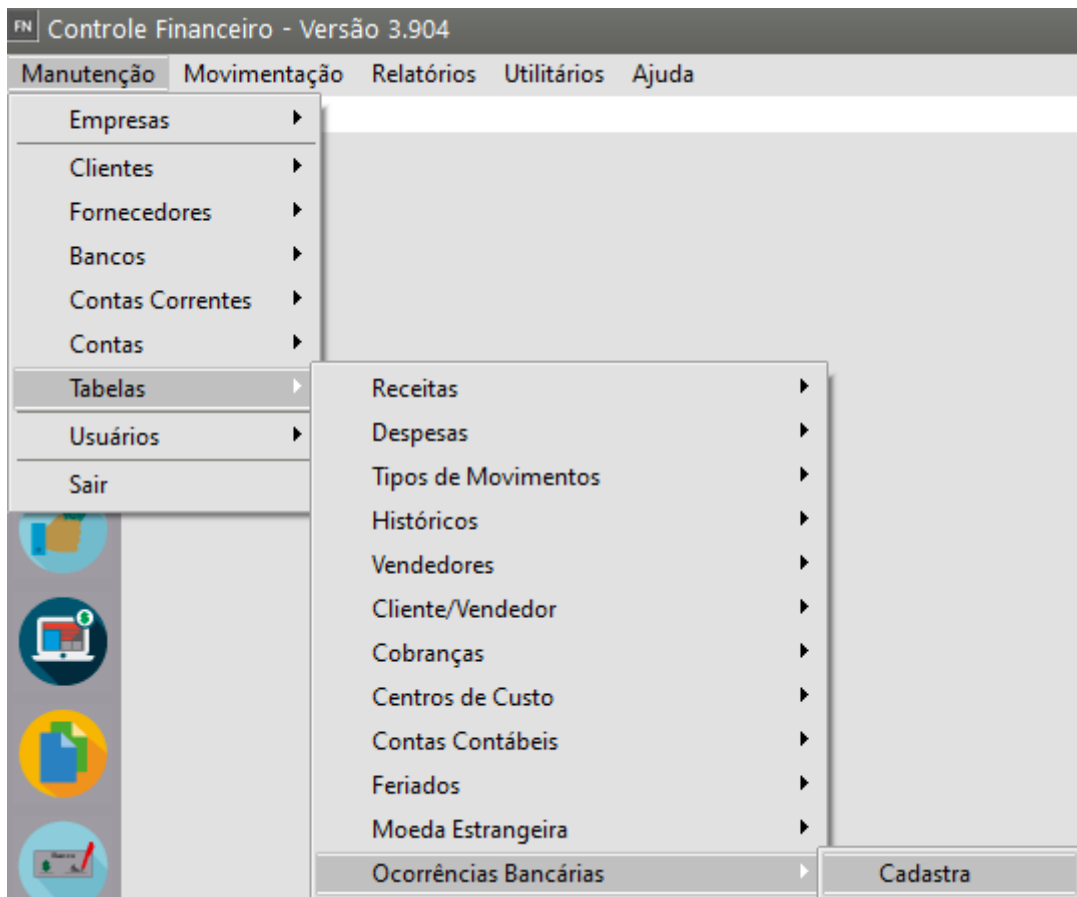 FN Controle Financeiro - Versão 3.904
Manutenção Movimentação Relatórios Utilitários Ajuda
Empresas
Clientes
Fornecedores
Bancos
Contas Correntes
Contas
Tabelas
Usuários
Sair
Receitas
Despesas
Tipos de Movimentos
Históricos
Vendedores
Cliente/Vendedor
Cobranças
Centros de Custo
Contas Contábeis
Feriados
Moeda Estrangeira
Ocorrências Bancárias
Cadastra